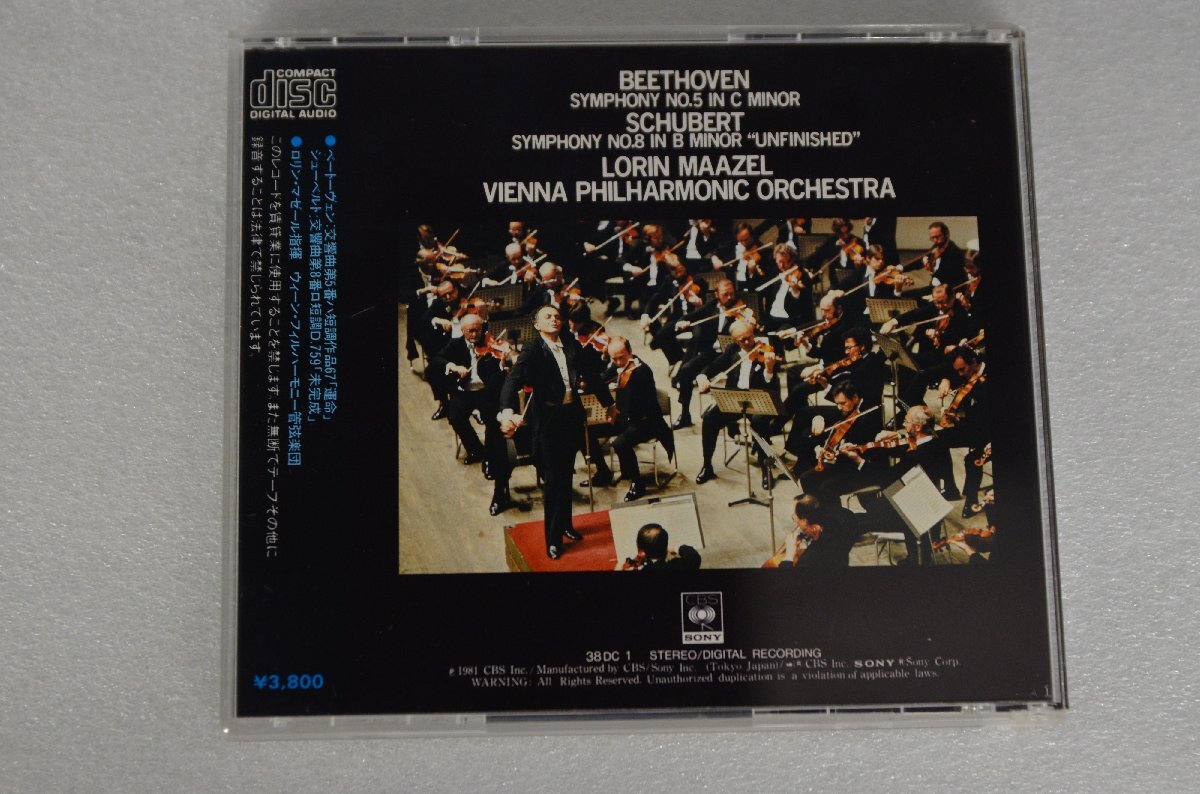 COMPACT
disc
DIGITAL AUDIO
BEETHOVEN
SYMPHONY NO.5 IN C MINOR
SCHUBERT
SYMPHONY NO.8 IN B MINOR “UNFINISHED”
LORIN MAAZEL
VIENNA PHILHARMONIC ORCHESTRA
●ベートーヴェン:交響曲第5番ハ短調作品67「運命」
シューベルト:交響曲第8番ロ短調D.759「未完成」
●ロリン・マゼール指揮 ウィーン・フィルハーモニー管弦楽団
このレコードを賃貸業に使用することを禁じます。また無断でテープその他に
録音することは法律で禁じられています。
¥3,800
CBS
SONY
38DC 1 STEREO/DIGITAL RECORDING
℗ 1981 CBS Inc./Manufactured by CBS/Sony Inc. (Tokyo Japan)/ ® CBS Inc. SONY ® Sony Corp.
WARNING: All Rights Reserved. Unauthorized duplication is a violation of applicable laws.